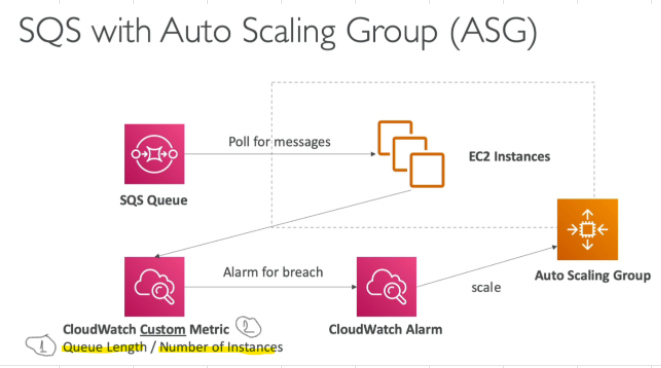 SQS with Auto Scaling Group (ASG)
Poll for messages
EC2 Instances
SQS Queue
Alarm for breach
scale
Auto Scaling Group
CloudWatch Custom Metric 2
CloudWatch Alarm
1 Queue Length / Number of Instances